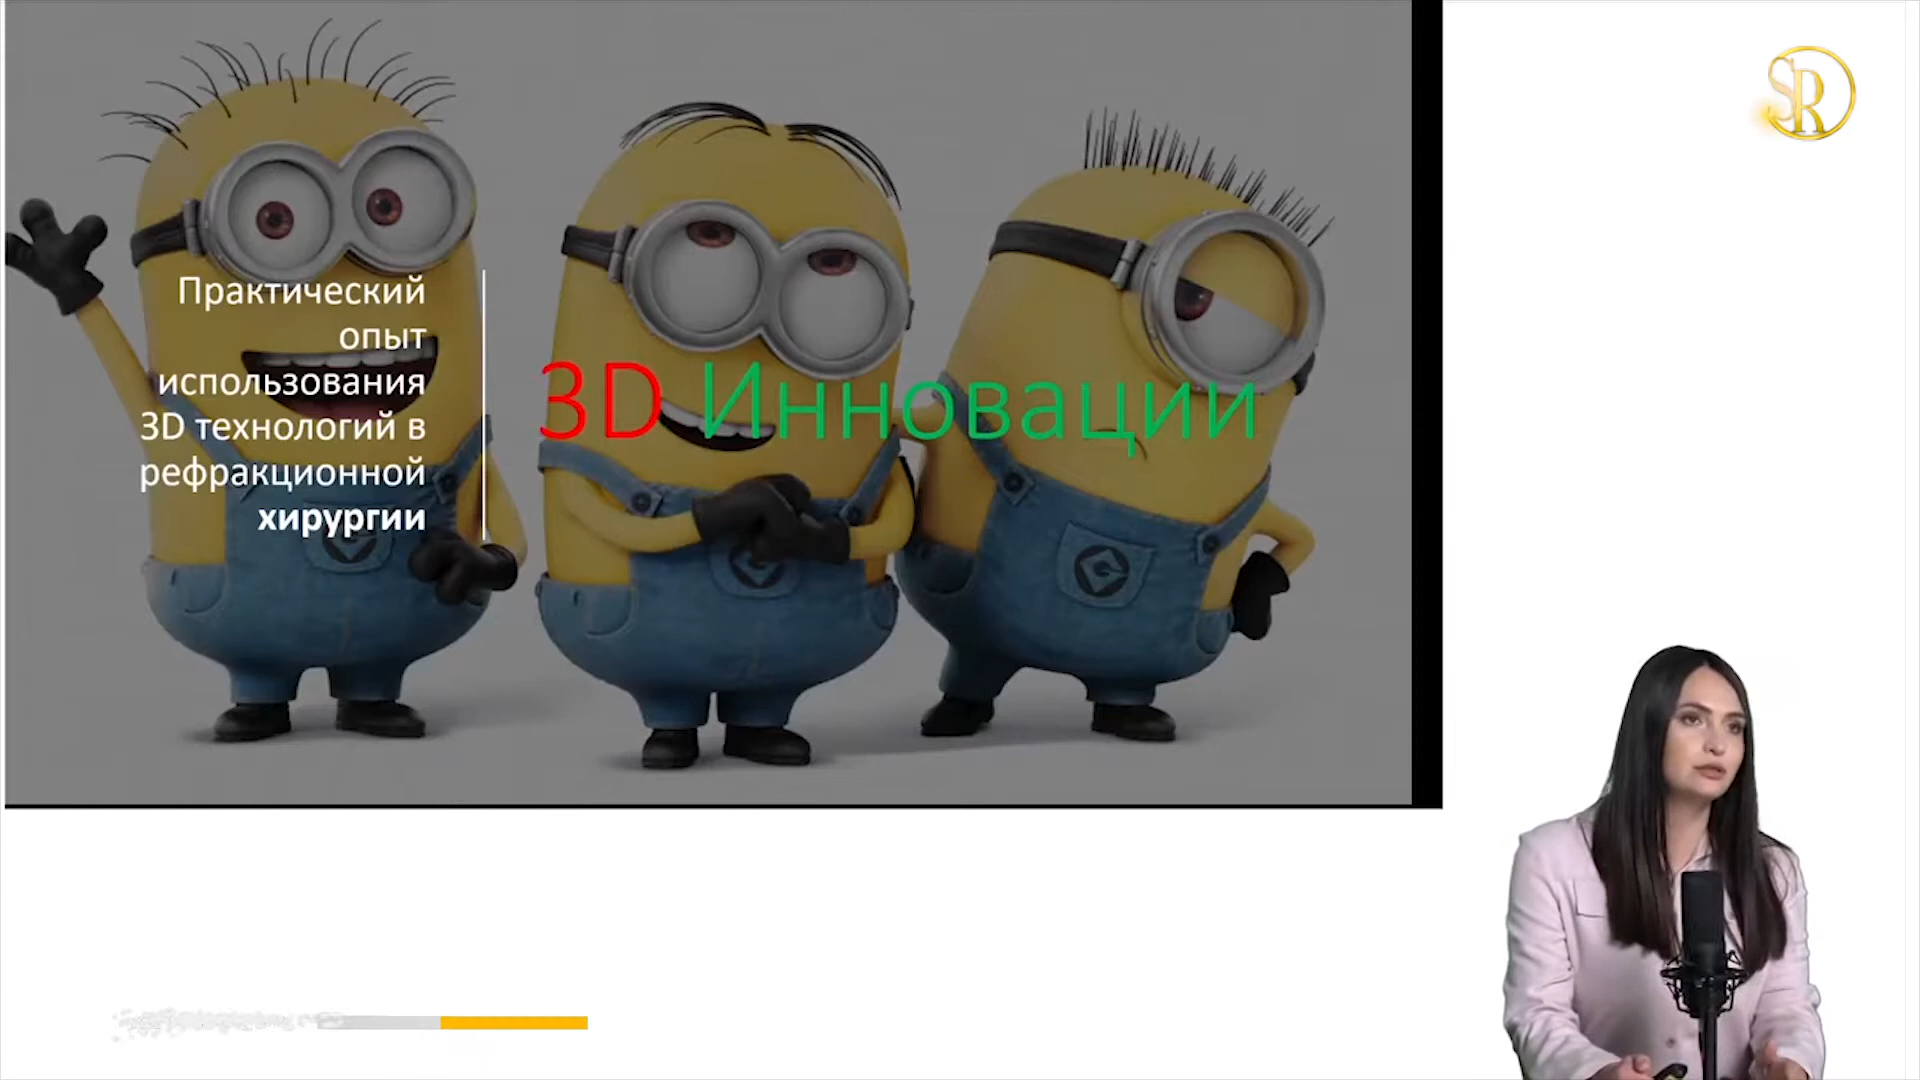 SR
Практический
опыт
использования
3D технологий в
рефракционной
хирургии
3D Инновации